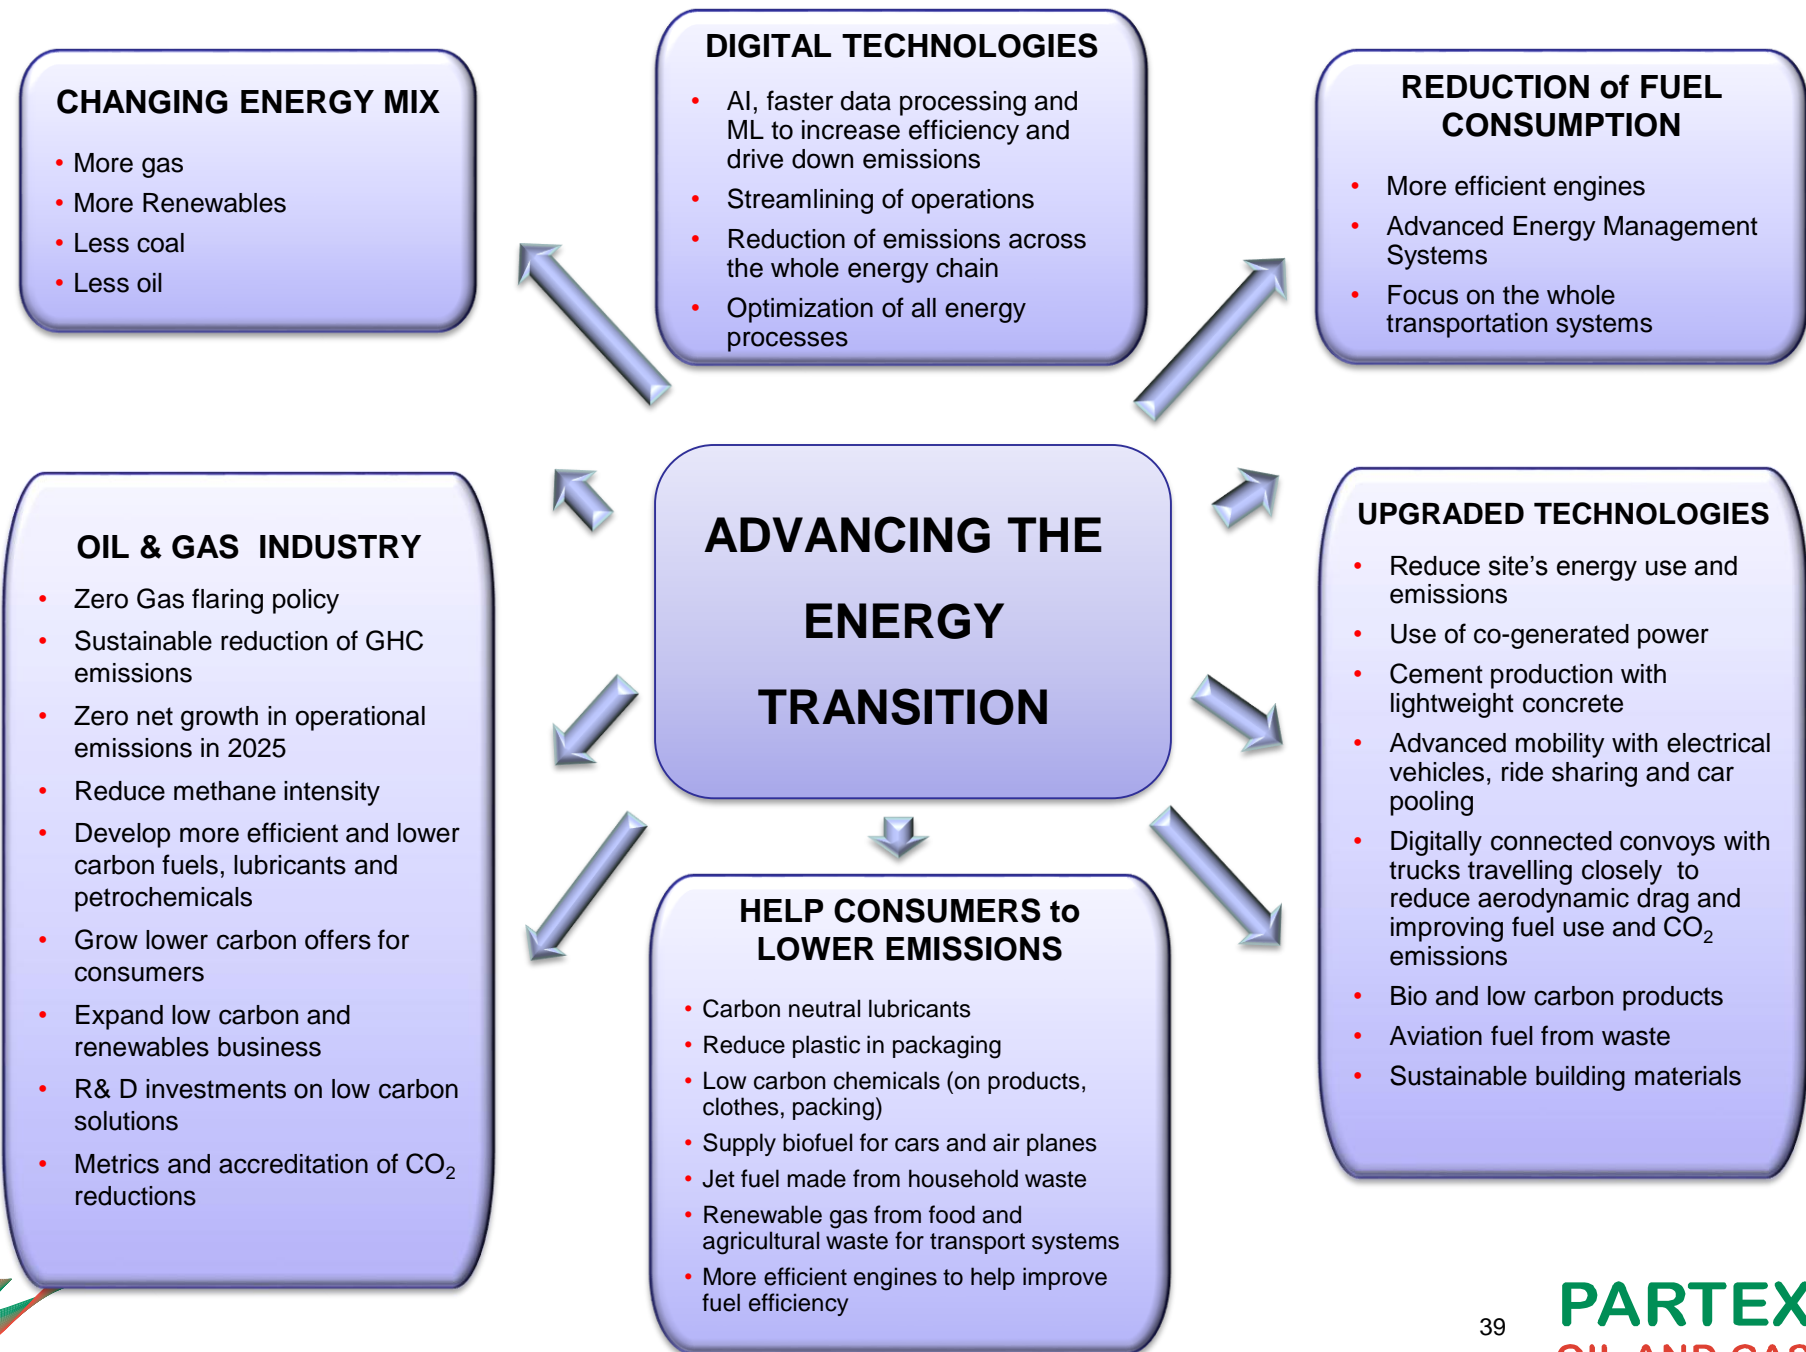 CHANGING ENERGY MIX
• More gas
• More Renewables
• Less coal
• Less oil
DIGITAL TECHNOLOGIES
• AI, faster data processing and
ML to increase efficiency and
drive down emissions
• Streamlining of operations
• Reduction of emissions across
the whole energy chain
• Optimization of all energy
processes
REDUCTION of FUEL
CONSUMPTION
• More efficient engines
• Advanced Energy Management
Systems
• Focus on the whole
transportation systems
OIL & GAS INDUSTRY
• Zero Gas flaring policy
• Sustainable reduction of GHC
emissions
• Zero net growth in operational
emissions in 2025
• Reduce methane intensity
• Develop more efficient and lower
carbon fuels, lubricants and
petrochemicals
• Grow lower carbon offers for
consumers
• Expand low carbon and
renewables business
• R& D investments on low carbon
solutions
• Metrics and accreditation of CO₂
reductions
ADVANCING THE
ENERGY
TRANSITION
UPGRADED TECHNOLOGIES
• Reduce site’s energy use and
emissions
• Use of co-generated power
• Cement production with
lightweight concrete
• Advanced mobility with electrical
vehicles, ride sharing and car
pooling
• Digitally connected convoys with
trucks travelling closely to
reduce aerodynamic drag and
improving fuel use and CO₂
emissions
• Bio and low carbon products
• Aviation fuel from waste
• Sustainable building materials
HELP CONSUMERS to
LOWER EMISSIONS
• Carbon neutral lubricants
• Reduce plastic in packaging
• Low carbon chemicals (on products,
clothes, packing)
• Supply biofuel for cars and air planes
• Jet fuel made from household waste
• Renewable gas from food and
agricultural waste for transport systems
• More efficient engines to help improve
fuel efficiency
39
PARTEX
OIL AND GAS